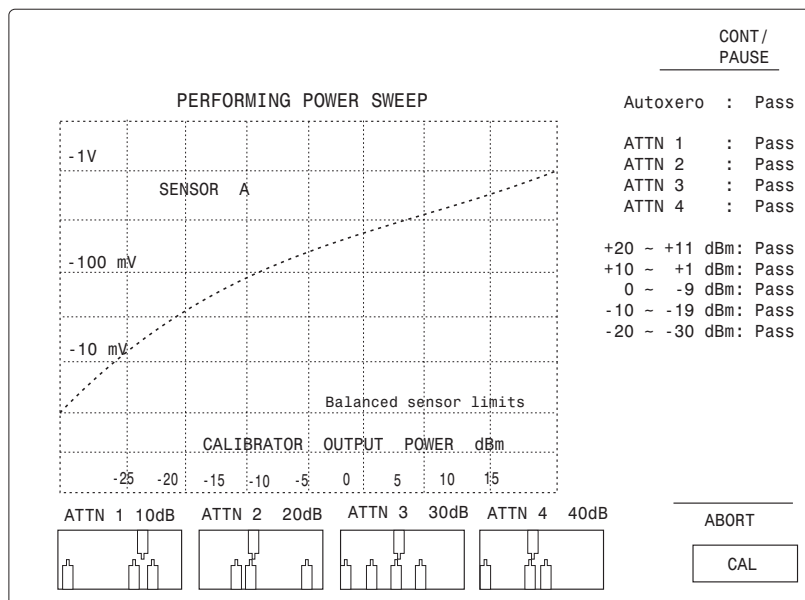 CONT/
PAUSE
PERFORMING POWER SWEEP
Autoxero : Pass
ATTN 1 : Pass
ATTN 2 : Pass
ATTN 3 : Pass
ATTN 4 : Pass
+20 ~ +11 dBm: Pass
+10 ~ +1 dBm: Pass
0 ~ -9 dBm: Pass
-10 ~ -19 dBm: Pass
-20 ~ -30 dBm: Pass
-1V
SENSOR A
-100 mV
-10 mV
Balanced sensor limits
CALIBRATOR OUTPUT POWER dBm
-25 -20 -15 -10 -5 0 5 10 15
ATTN 1 10dB ATTN 2 20dB ATTN 3 30dB ATTN 4 40dB
ABORT
CAL